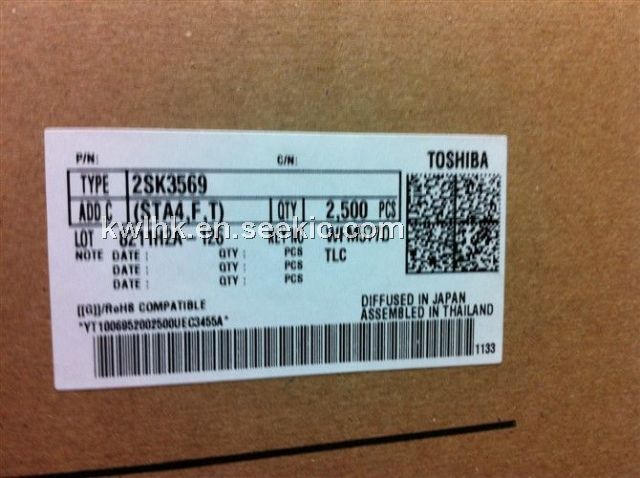 P/N: C/N: TOSHIBA
TYPE 2SK3569
ADD.C (STA4,F,T) QTY 2,500 PCS
kwlhk.en.seekic.com
LOT
NOTE DATE : QTY : PCS TLC
DATE : QTY : PCS
DATE : QTY : PCS
[[G]]/RoHS COMPATIBLE
DIFFUSED IN JAPAN
ASSEMBLED IN THAILAND
*YT1006952002500UEC3455A*
1133